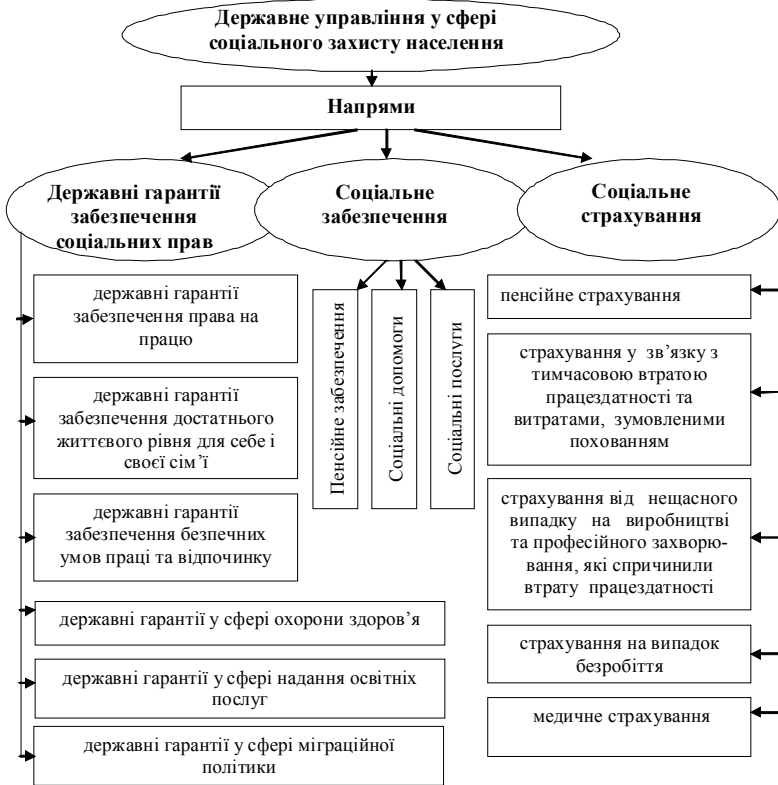 Державне управління у сфері
соціального захисту населення
Напрями
Державні гарантії
забезпечення
соціальних прав
Соціальне
забезпечення
Соціальне
страхування
державні гарантії
забезпечення права на
працю
державні гарантії
забезпечення достатнього
життєвого рівня для себе і
своєї сім’ї
державні гарантії
забезпечення безпечних
умов праці та відпочинку
державні гарантії у сфері охорони здоров’я
державні гарантії у сфері надання освітніх
послуг
державні гарантії у сфері міграційної
політики
Пенсійне забезпечення
Соціальні допомоги
Соціальні послуги
пенсійне страхування
страхування у зв’язку з
тимчасовою втратою
працездатності та
витратами, зумовленими
похованням
страхування від нещасного
випадку на виробництві
та професійного захворю-
вання, які спричинили
втрату працездатності
страхування на випадок
безробіття
медичне страхування